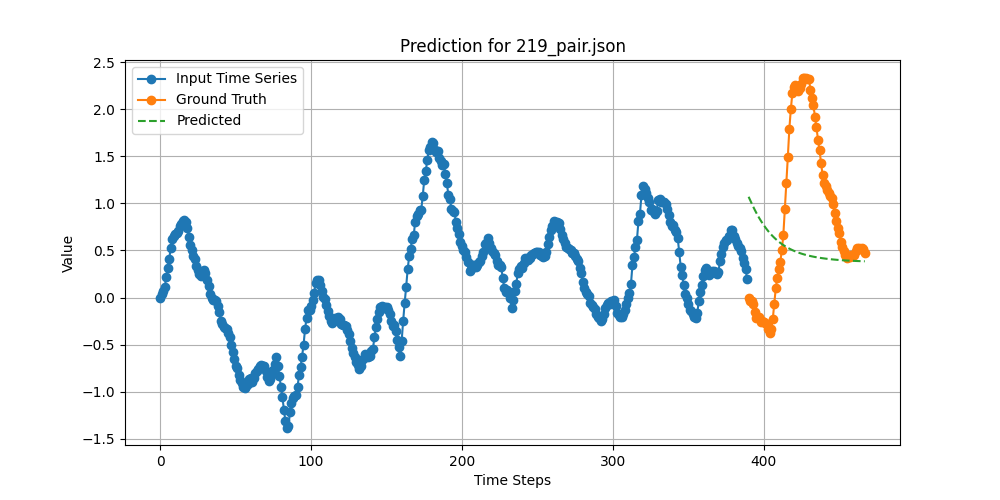 Prediction for 219_pair.json
Input Time Series
Ground Truth
Predicted
Value
2.5
2.0
1.5
1.0
0.5
0.0
−0.5
−1.0
−1.5
0 100 200 300 400
Time Steps